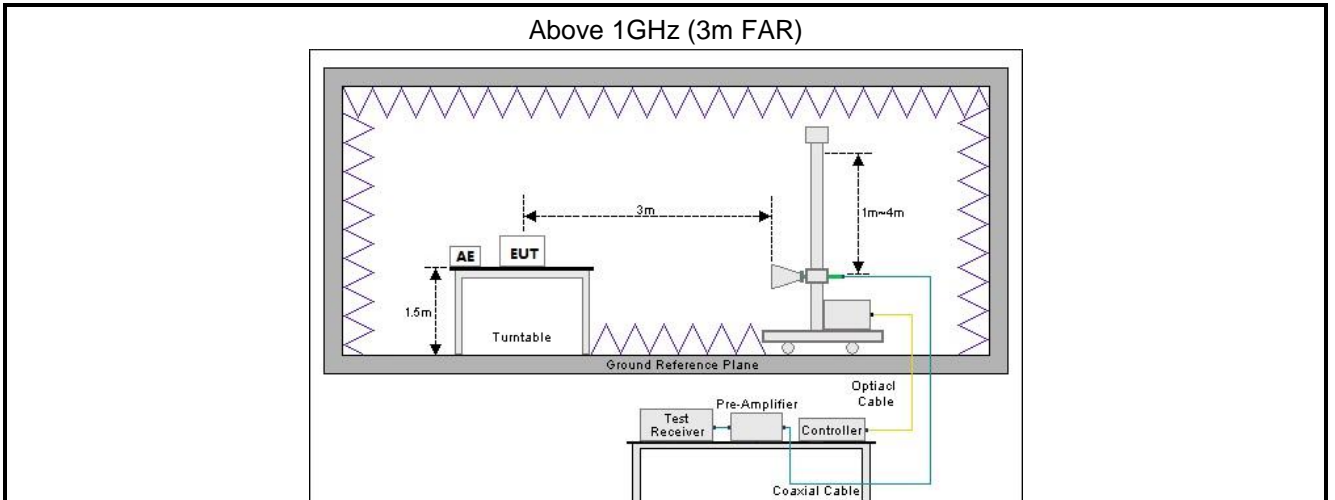 Above 1GHz (3m FAR)
3m
1m~4m
AE
EUT
1.5m
Turntable
Ground Reference Plane
Optiacl
Cable
Pre-Amplifier
Test
Receiver
Controller
Coaxial Cable